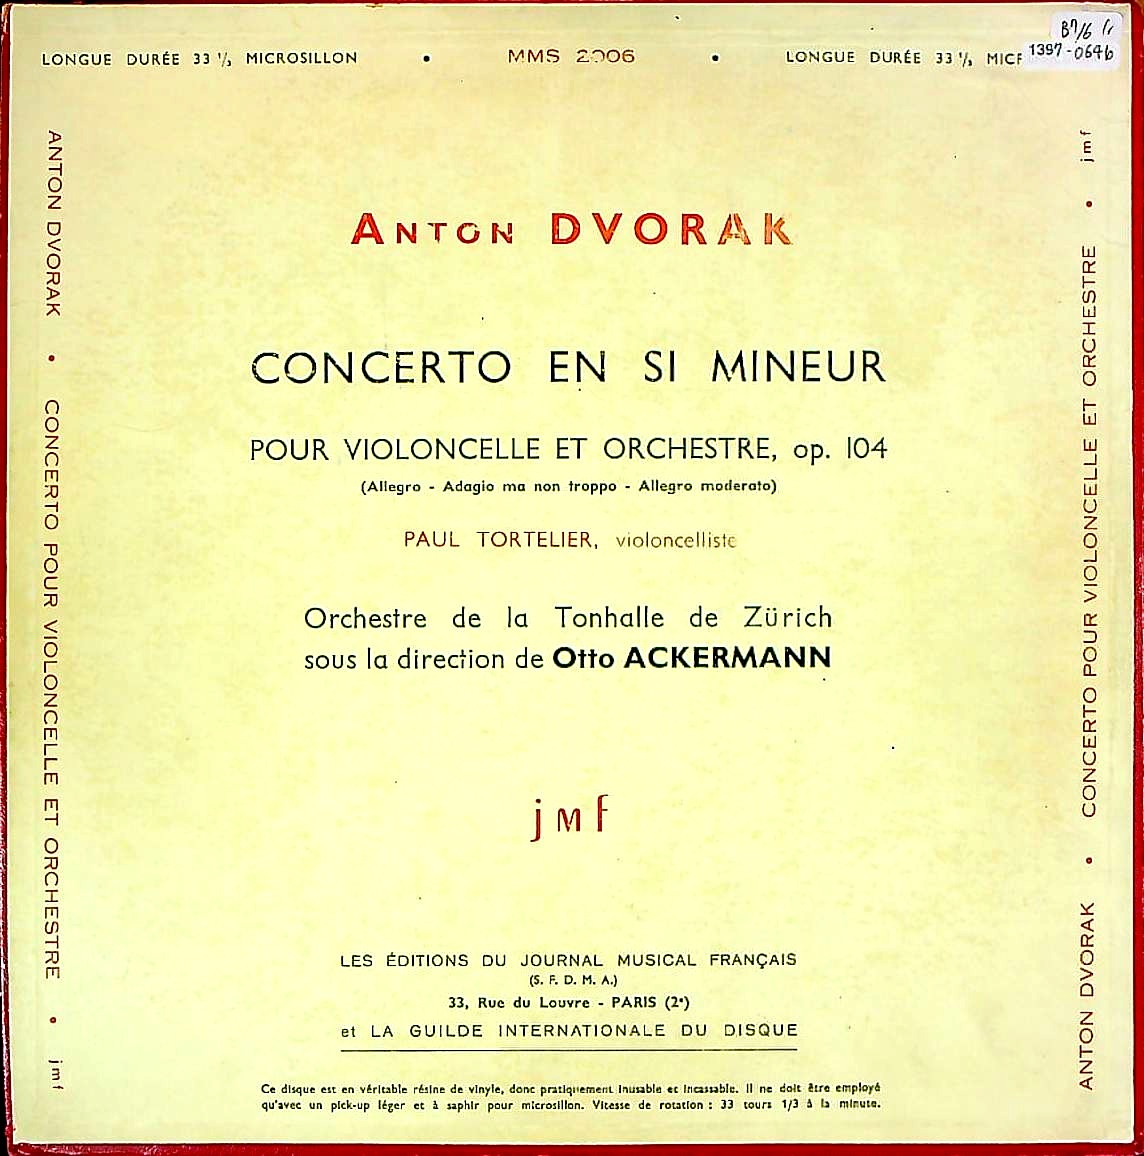 LONGUE DURÉE 33 1/3 MICROSILLON • MMS 2006 • LONGUE DURÉE 33 1/3 MICR
B7/6
1397-0646
ANTON DVORAK • CONCERTO POUR VIOLONCELLE ET ORCHESTRE • jmf
ANTON DVORAK
CONCERTO EN SI MINEUR
POUR VIOLONCELLE ET ORCHESTRE, op. 104
(Allegro - Adagio ma non troppo - Allegro moderato)
PAUL TORTELIER, violoncelliste
Orchestre de la Tonhalle de Zürich
sous la direction de Otto ACKERMANN
jmf
LES ÉDITIONS DU JOURNAL MUSICAL FRANÇAIS
(S. F. D. M. A.)
33, Rue du Louvre - PARIS (2e)
et LA GUILDE INTERNATIONALE DU DISQUE
Ce disque est en véritable résine de vinyle, donc pratiquement inusable et incassable. Il ne doit être employé
qu'avec un pick-up léger et à saphir pour microsillon. Vitesse de rotation : 33 tours 1/3 à la minute.
ANTON DVORAK • CONCERTO POUR VIOLONCELLE ET ORCHESTRE • jmf